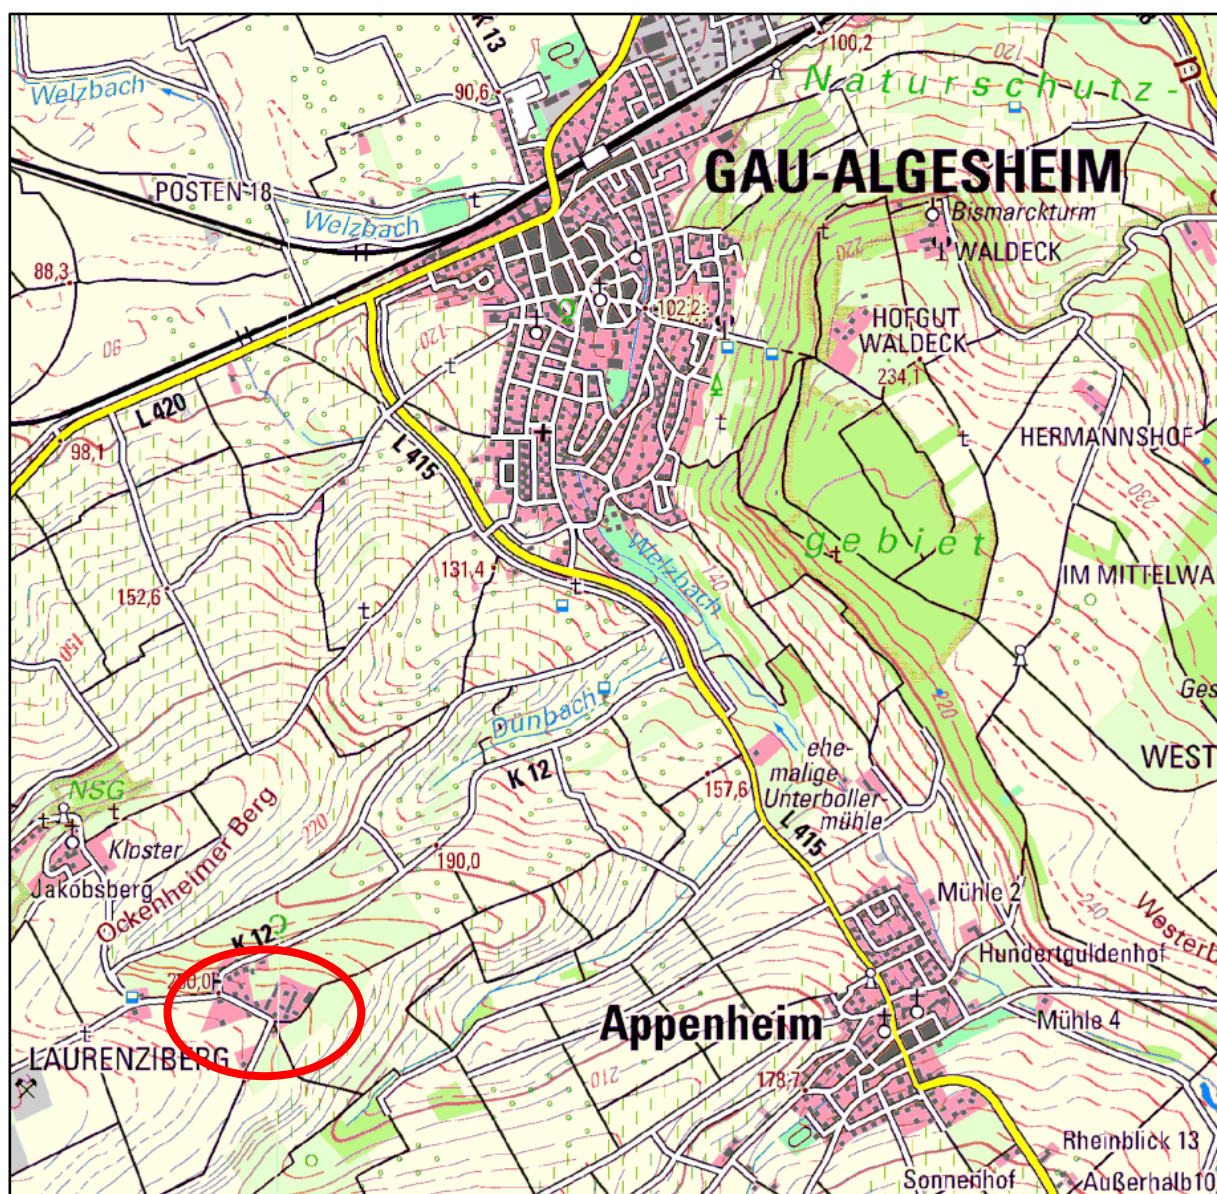 K 13
100,2
120
Naturschutz-
Welzbach
90,6
GAU-ALGESHEIM
POSTEN 18
Welzbach
Bismarckturm
220
WALDECK
88,3
102,2
HOFGUT
WALDECK
234,1
120
90
L 420
98,1
L 415
HERMANNSHOF
230
gebiet
Welzbach
140
131,4
152,6
IM MITTELWA
150
220
Ges
Dünbach
ehe-
malige
Unterboller-
mühle
K 12
157,6
WEST
NSG
L 415
Kloster
220
Ockenheimer Berg
190,0
Jakobsberg
Mühle 2
240
Westerb
K 12
Hundertguldenhof
Appenheim
Mühle 4
LAURENZIBERG
210
178,7
Rheinblick 13
Sonnenhof
Außerhalb10